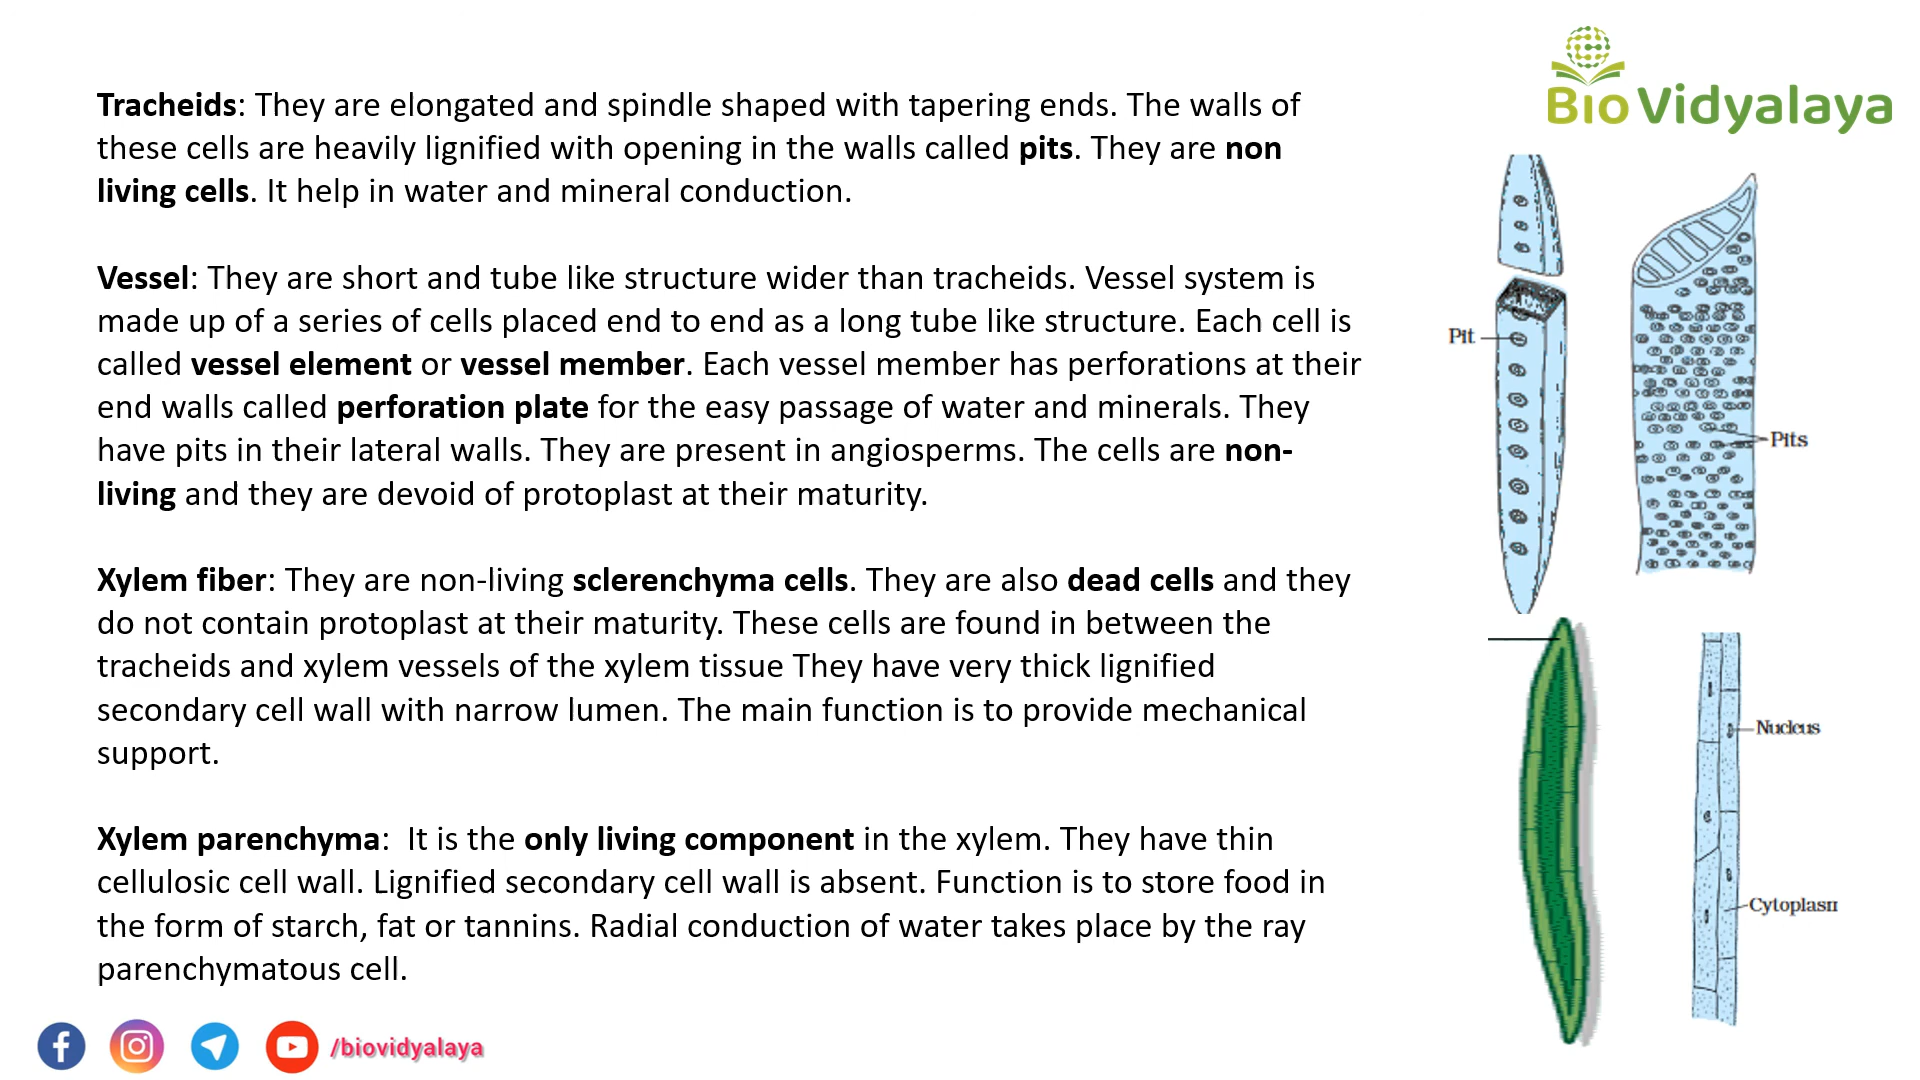 Bio Vidyalaya
Tracheids: They are elongated and spindle shaped with tapering ends. The walls of
these cells are heavily lignified with opening in the walls called pits. They are non
living cells. It help in water and mineral conduction.
Vessel: They are short and tube like structure wider than tracheids. Vessel system is
made up of a series of cells placed end to end as a long tube like structure. Each cell is
called vessel element or vessel member. Each vessel member has perforations at their
end walls called perforation plate for the easy passage of water and minerals. They
have pits in their lateral walls. They are present in angiosperms. The cells are non-
living and they are devoid of protoplast at their maturity.
Xylem fiber: They are non-living sclerenchyma cells. They are also dead cells and they
do not contain protoplast at their maturity. These cells are found in between the
tracheids and xylem vessels of the xylem tissue They have very thick lignified
secondary cell wall with narrow lumen. The main function is to provide mechanical
support.
Xylem parenchyma:  It is the only living component in the xylem. They have thin
cellulosic cell wall. Lignified secondary cell wall is absent. Function is to store food in
the form of starch, fat or tannins. Radial conduction of water takes place by the ray
parenchymatous cell.
Pit
Pits
Nucleus
Cytoplasm
/biovidyalaya